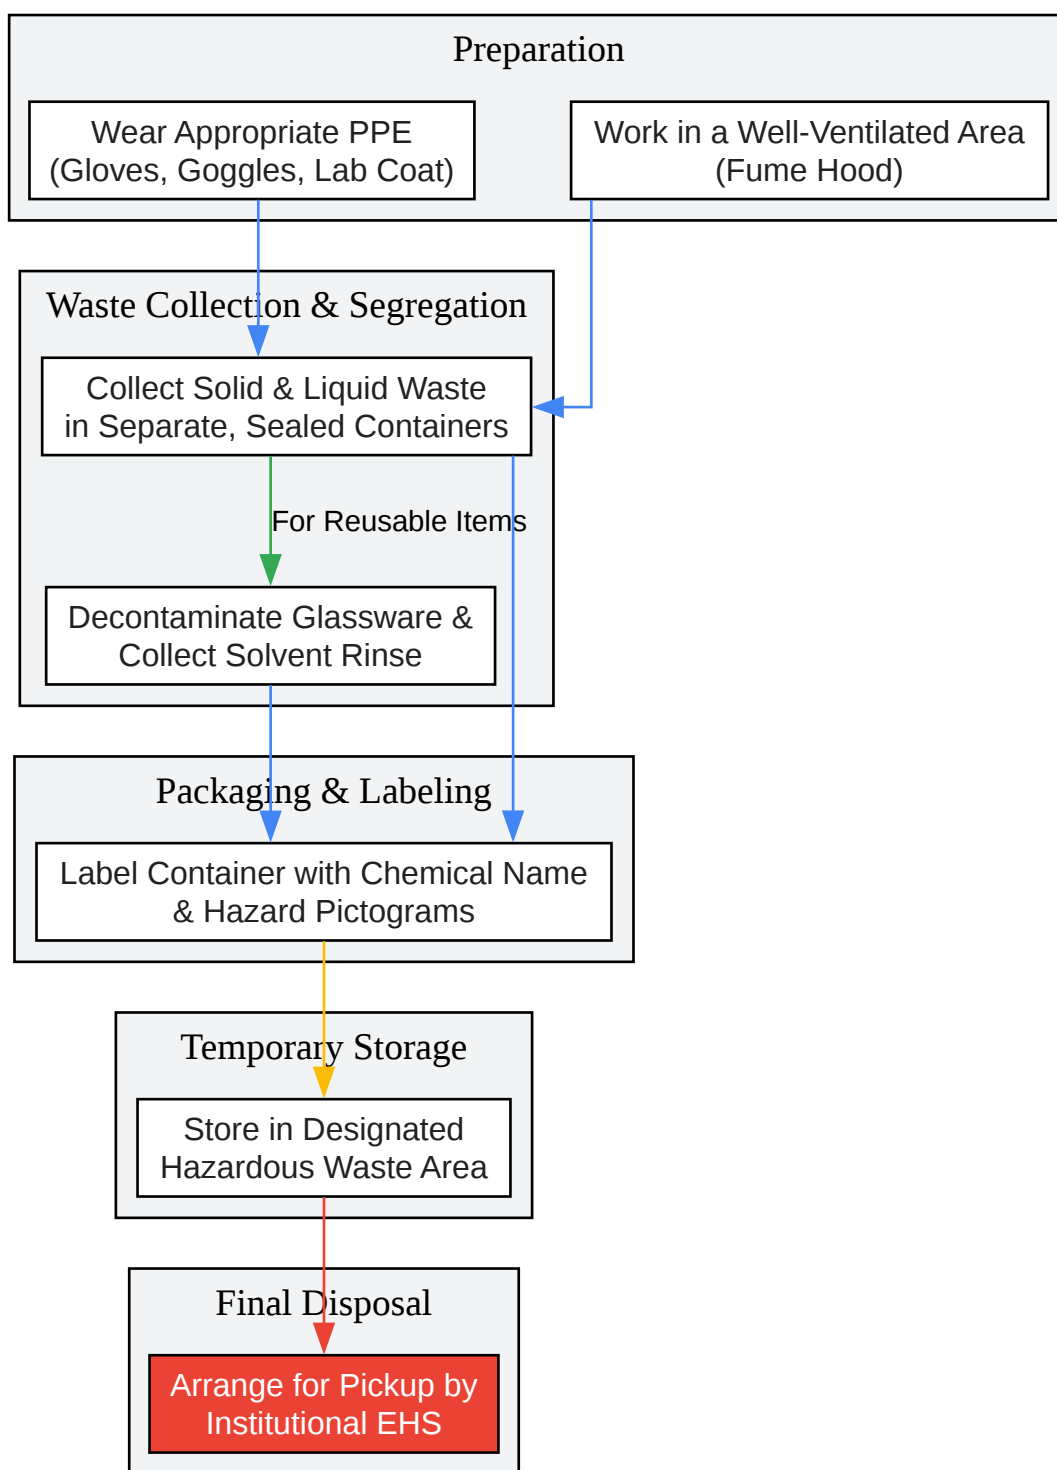 Preparation
Wear Appropriate PPE
(Gloves, Goggles, Lab Coat)
Work in a Well-Ventilated Area
(Fume Hood)
Waste Collection & Segregation
Collect Solid & Liquid Waste
in Separate, Sealed Containers
For Reusable Items
Decontaminate Glassware &
Collect Solvent Rinse
Packaging & Labeling
Label Container with Chemical Name
& Hazard Pictograms
Temporary Storage
Store in Designated
Hazardous Waste Area
Final Disposal
Arrange for Pickup by
Institutional EHS